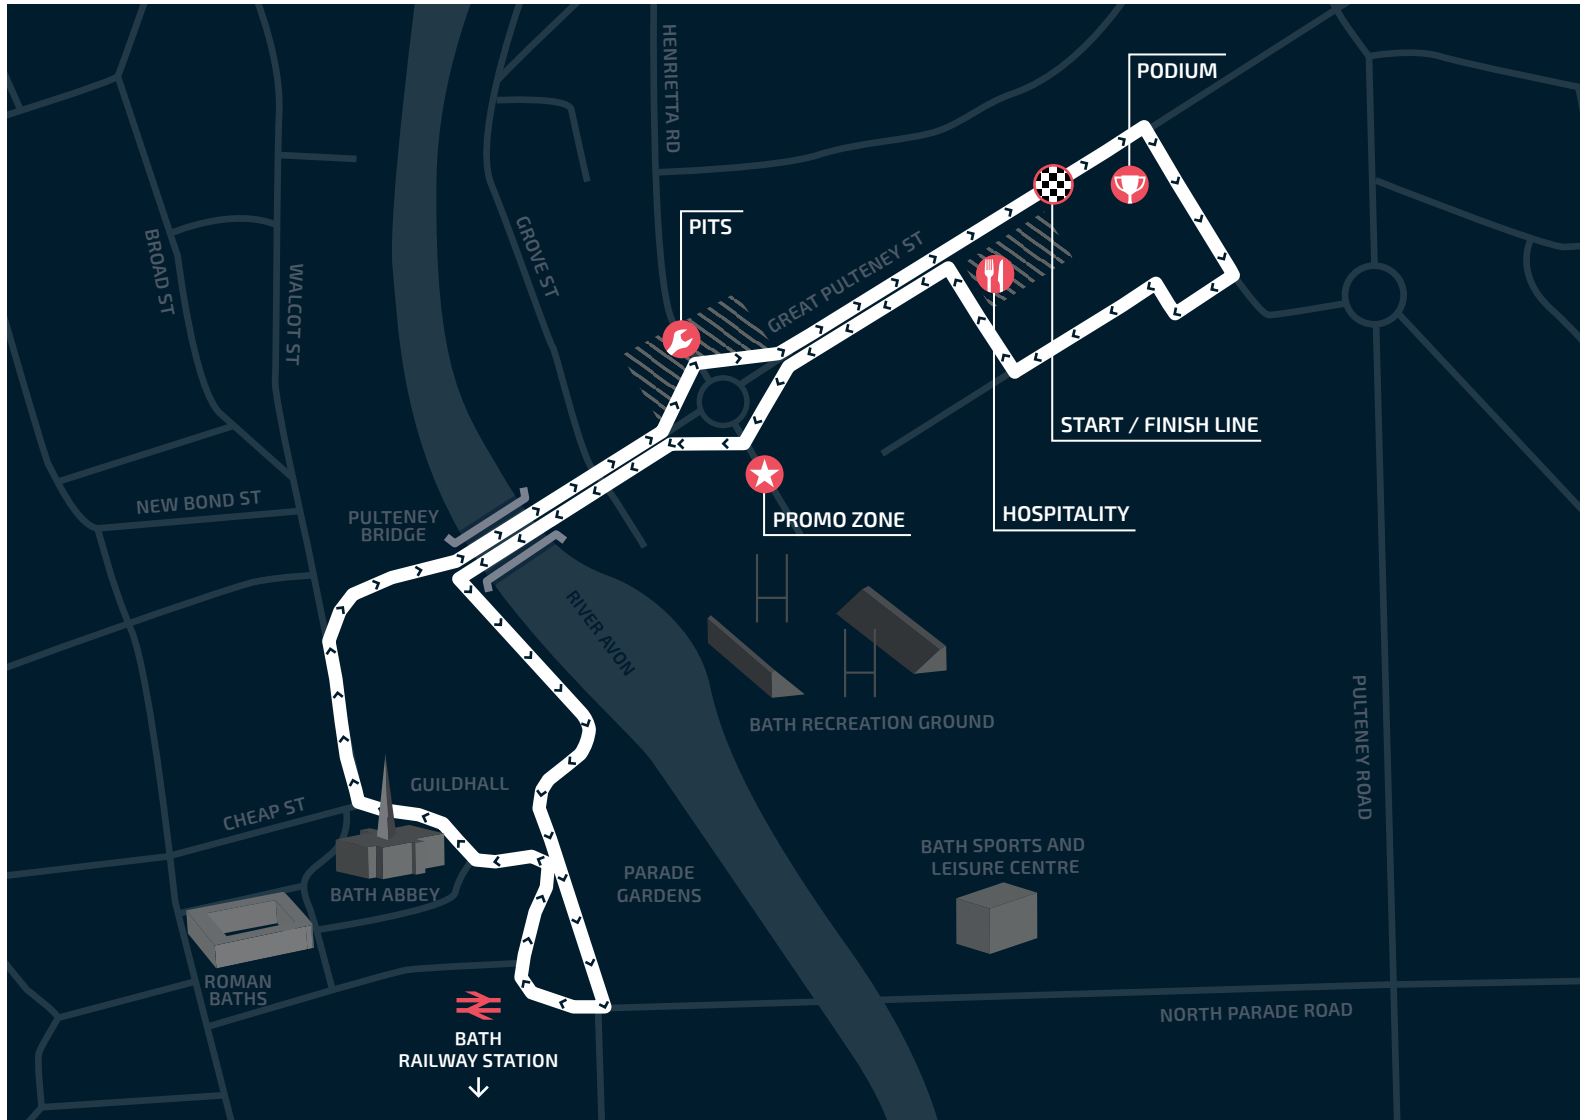 PODIUM
HENRIETTA RD
PITS
GROVE ST
GREAT PULTENEY ST
BROAD ST
WALCOT ST
START / FINISH LINE
NEW BOND ST
PULTENEY
BRIDGE
PROMO ZONE
HOSPITALITY
RIVER AVON
BATH RECREATION GROUND
PULTENEY ROAD
GUILDHALL
CHEAP ST
BATH SPORTS AND
LEISURE CENTRE
PARADE
GARDENS
BATH ABBEY
ROMAN
BATHS
NORTH PARADE ROAD
BATH
RAILWAY STATION